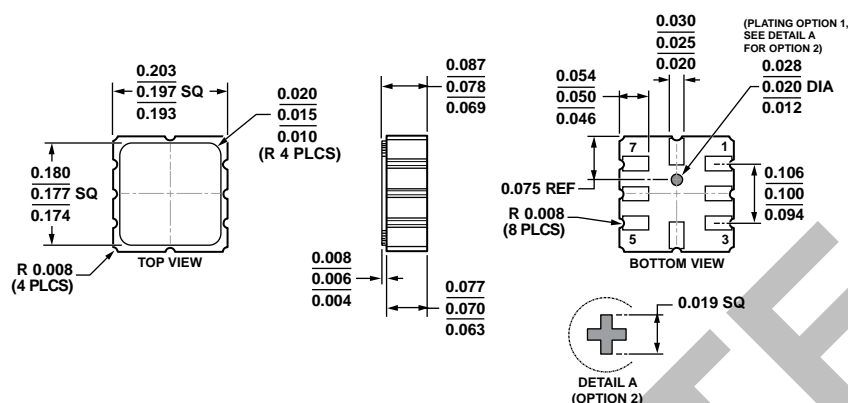 0.203
0.197 SQ
0.193
0.020
0.015
0.010
(R 4 PLCS)
0.180
0.177 SQ
0.174
R 0.008
(4 PLCS)
TOP VIEW
0.087
0.078
0.069
0.008
0.006
0.004
0.077
0.070
0.063
0.030
0.025
0.020
(PLATING OPTION 1,
SEE DETAIL A
FOR OPTION 2)
0.054
0.050
0.046
0.028
0.020 DIA
0.012
7
1
0.075 REF
0.106
0.100
0.094
R 0.008
(8 PLCS)
5
3
BOTTOM VIEW
0.019 SQ
DETAIL A
(OPTION 2)